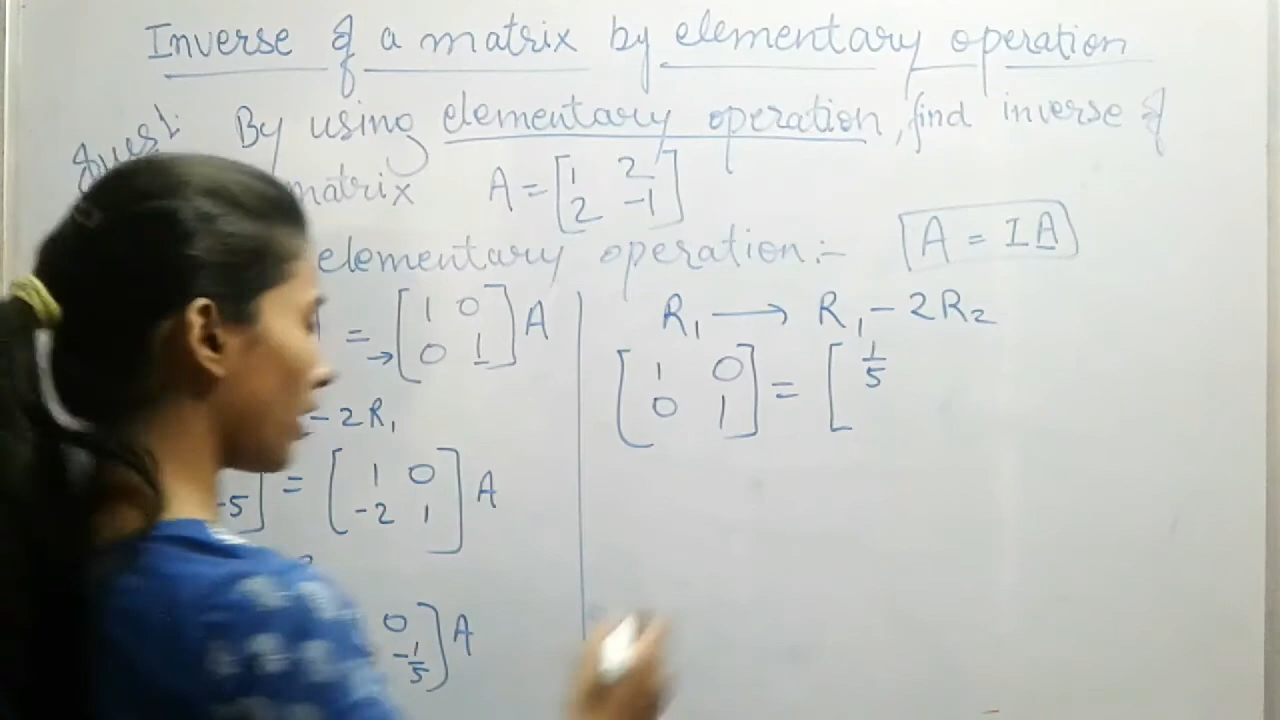 Inverse of a matrix by elementary operation
Ques1. By using elementary operation, find inverse of
matrix A = [1 2
2 -1]
elementary operation:- A = IA
= [1 0
0 1] A
- 2R₁
-5] = [1 0
-2 1] A
0
-1/5] A
R₁ → R₁ - 2R₂
[1 0
0 1] = [1/5